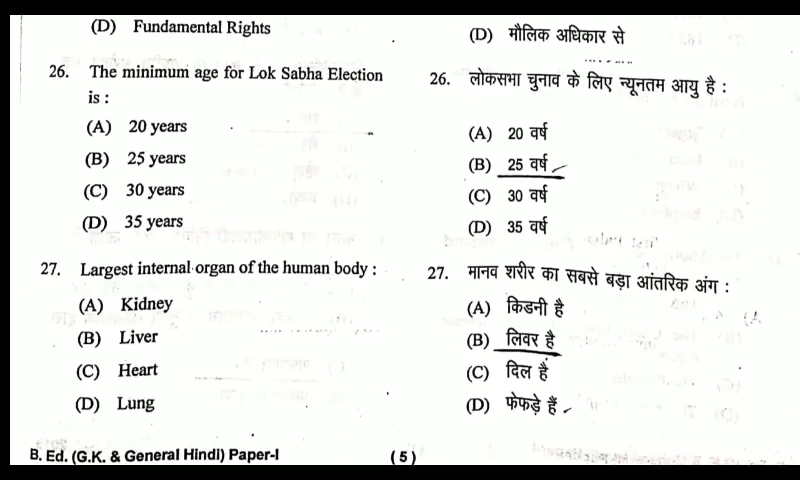 (D) Fundamental Rights
26. The minimum age for Lok Sabha Election
is :
(A) 20 years
(B) 25 years
(C) 30 years
(D) 35 years
27. Largest internal organ of the human body :
(A) Kidney
(B) Liver
(C) Heart
(D) Lung
(D) मौलिक अधिकार से
26. लोकसभा चुनाव के लिए न्यूनतम आयु है :
(A) 20 वर्ष
(B) 25 वर्ष
(C) 30 वर्ष
(D) 35 वर्ष
27. मानव शरीर का सबसे बड़ा आंतरिक अंग :
(A) किडनी है
(B) लिवर है
(C) दिल है
(D) फेफड़े हैं
B. Ed. (G.K. & General Hindi) Paper-I (5)